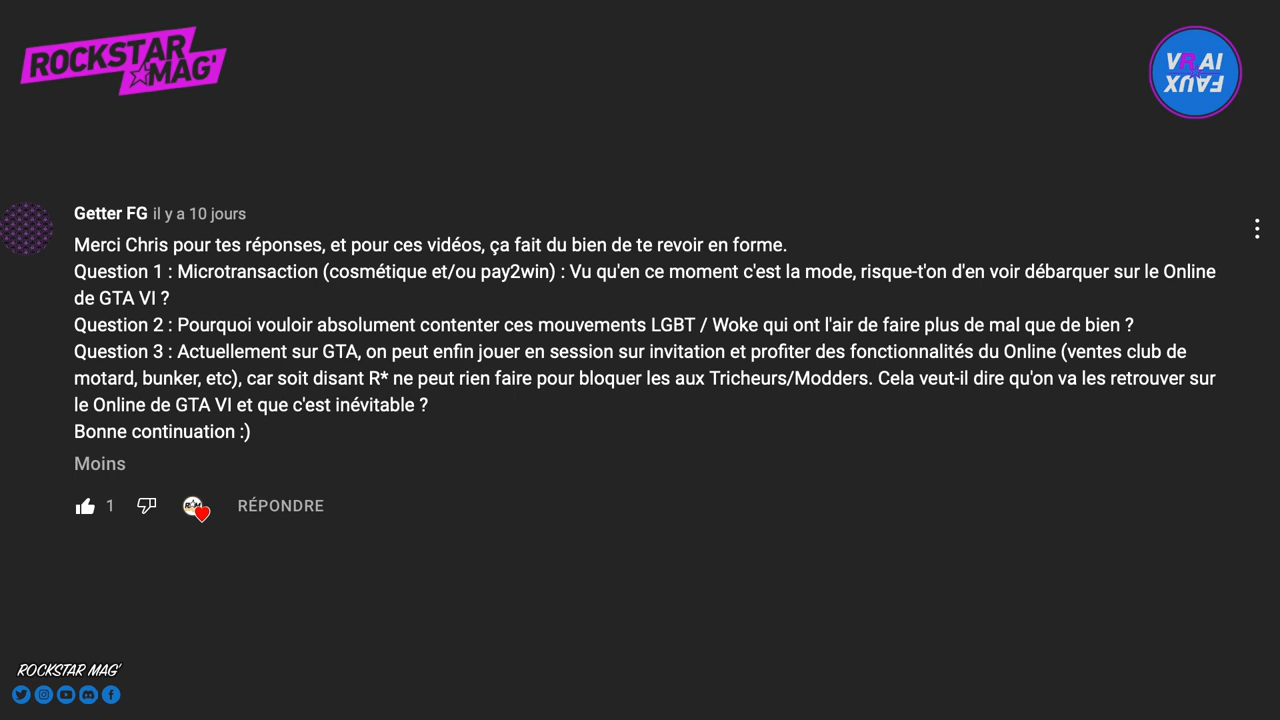 ROCKSTAR
MAG'
VRAI
FAUX
Getter FG il y a 10 jours
Merci Chris pour tes réponses, et pour ces vidéos, ça fait du bien de te revoir en forme.
Question 1 : Microtransaction (cosmétique et/ou pay2win) : Vu qu'en ce moment c'est la mode, risque-t'on d'en voir débarquer sur le Online
de GTA VI ?
Question 2 : Pourquoi vouloir absolument contenter ces mouvements LGBT / Woke qui ont l'air de faire plus de mal que de bien ?
Question 3 : Actuellement sur GTA, on peut enfin jouer en session sur invitation et profiter des fonctionnalités du Online (ventes club de
motard, bunker, etc), car soit disant R* ne peut rien faire pour bloquer les aux Tricheurs/Modders. Cela veut-il dire qu'on va les retrouver sur
le Online de GTA VI et que c'est inévitable ?
Bonne continuation :)
Moins
1 RÉPONDRE
ROCKSTAR MAG'